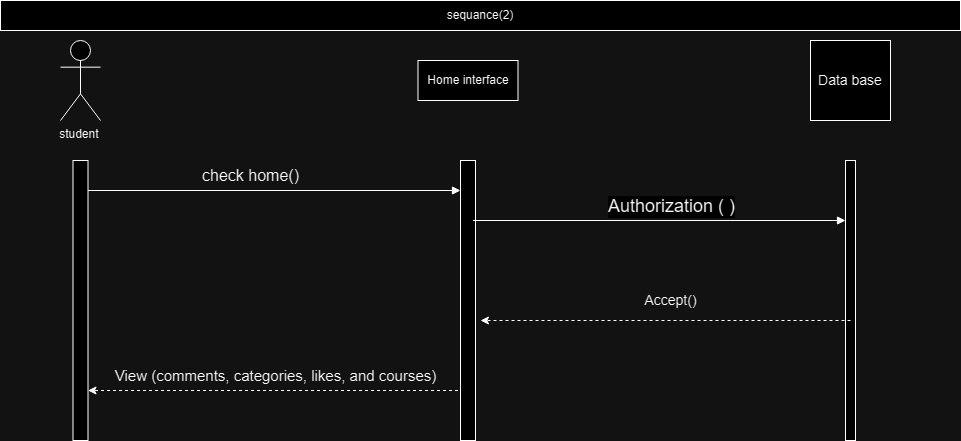 sequance(2)
Home interface
Data base
student
check home()
Authorization ( )
Accept()
View (comments, categories, likes, and courses)